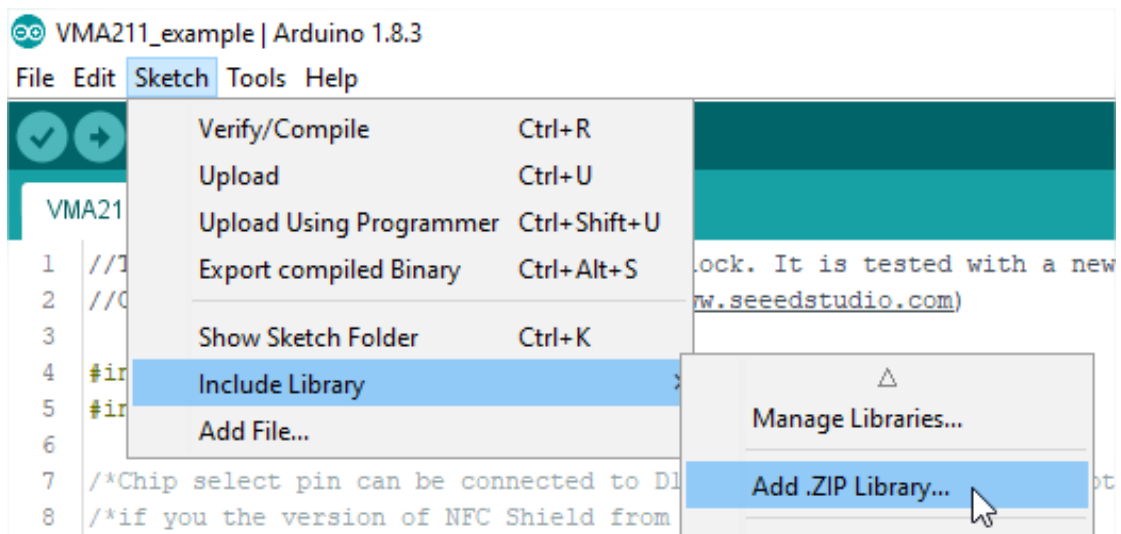 VMA211_example | Arduino 1.8.3
File Edit Sketch Tools Help
Verify/Compile Ctrl+R
Upload Ctrl+U
VMA21
Upload Using Programmer Ctrl+Shift+U
Export compiled Binary Ctrl+Alt+S
Show Sketch Folder Ctrl+K
Include Library
Add File...
Manage Libraries...
Add .ZIP Library...
1 // ock. It is tested with a new
2 // w.seeedstudio.com)
3
4 #in
5 #in
6
7 /*Chip select pin can be connected to D1
8 /*if you the version of NFC Shield from